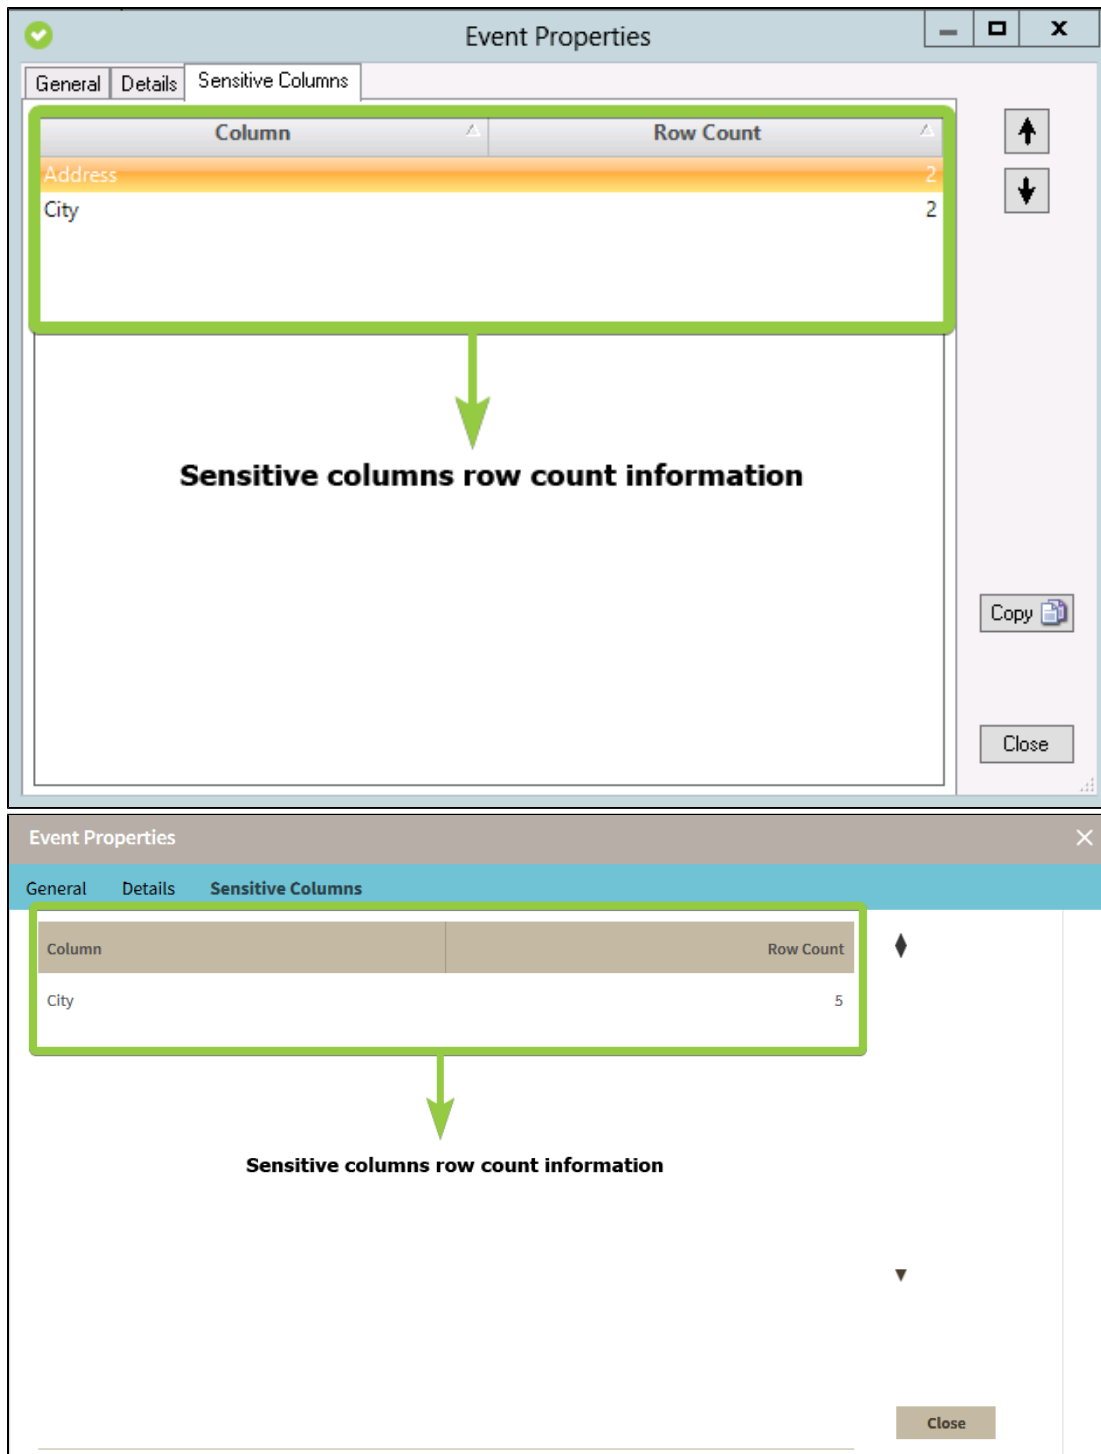 Event Properties
General Details Sensitive Columns
Column Row Count
Address 2
City 2
Sensitive columns row count information
Copy
Close
Event Properties
General Details Sensitive Columns
Column Row Count
City 5
Sensitive columns row count information
Close